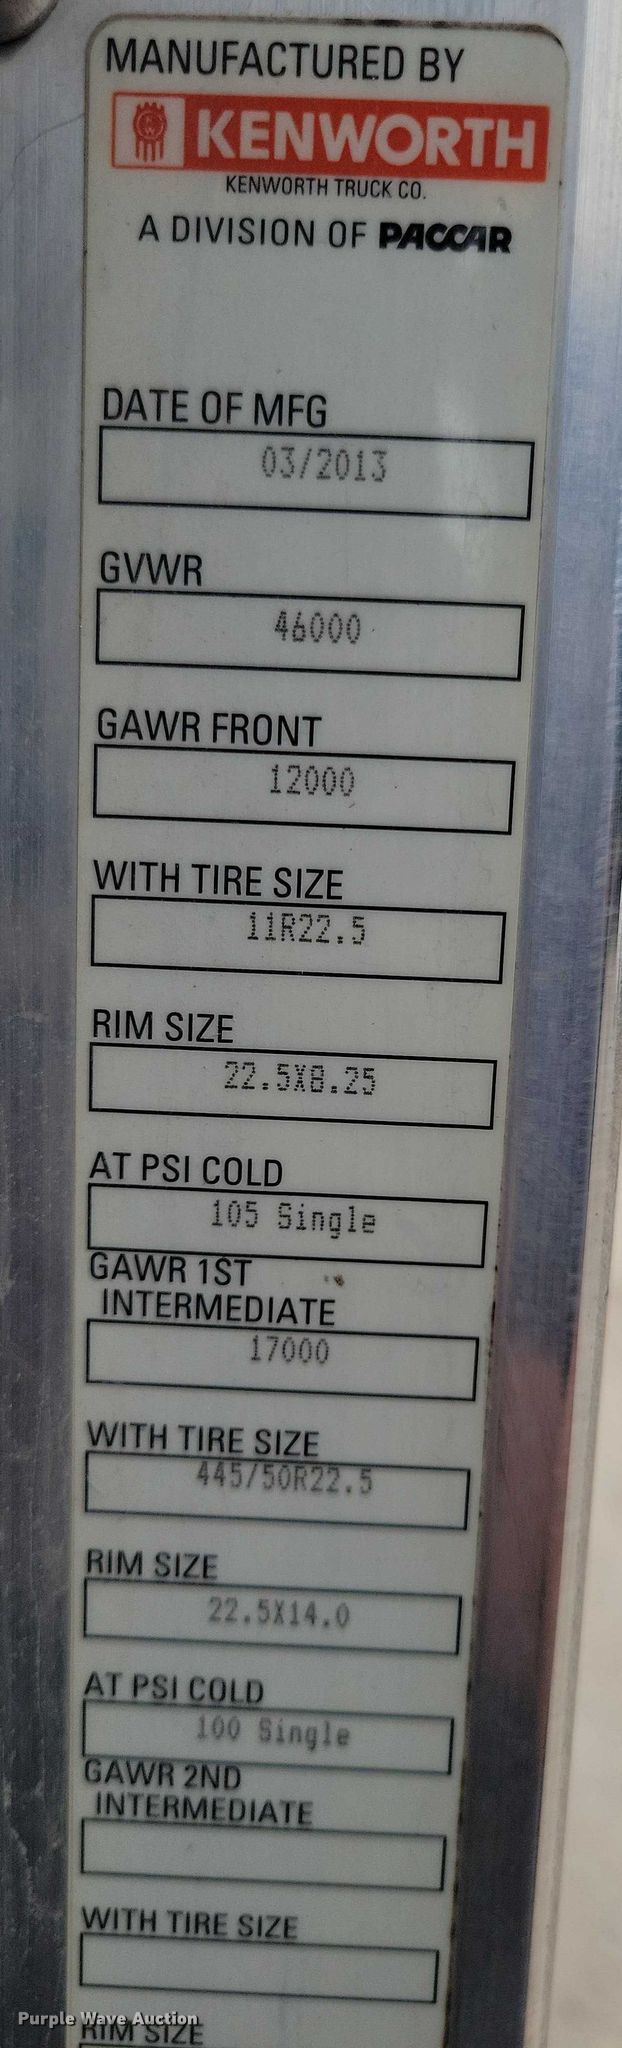 MANUFACTURED BY
KW KENWORTH
KENWORTH TRUCK CO.
A DIVISION OF PACCAR
DATE OF MFG
03/2013
GVWR
46000
GAWR FRONT
12000
WITH TIRE SIZE
11R22.5
RIM SIZE
22.5X8.25
AT PSI COLD
105 Single
GAWR 1ST
INTERMEDIATE
17000
WITH TIRE SIZE
445/50R22.5
RIM SIZE
22.5X14.0
AT PSI COLD
100 Single
GAWR 2ND
INTERMEDIATE
WITH TIRE SIZE
Purple Wave Auction
RIM SIZE